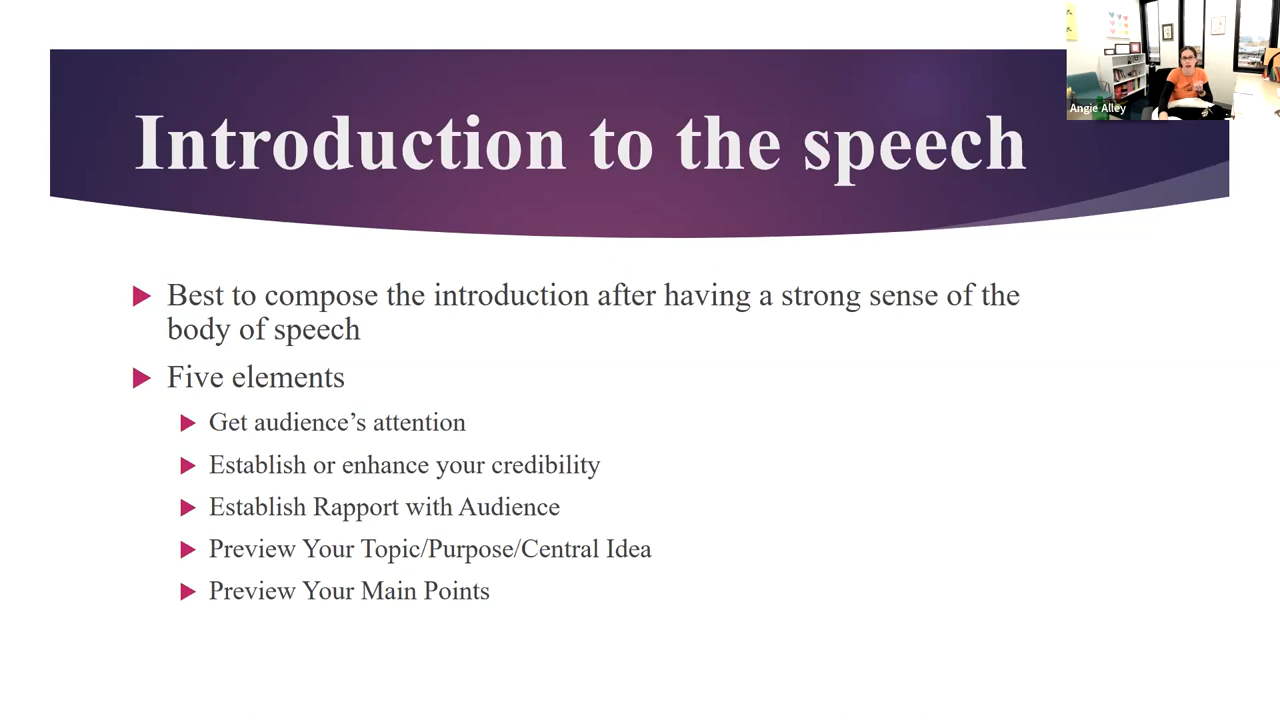 Introduction to the speech
Angie Alley
Best to compose the introduction after having a strong sense of the
body of speech
Five elements
Get audience’s attention
Establish or enhance your credibility
Establish Rapport with Audience
Preview Your Topic/Purpose/Central Idea
Preview Your Main Points